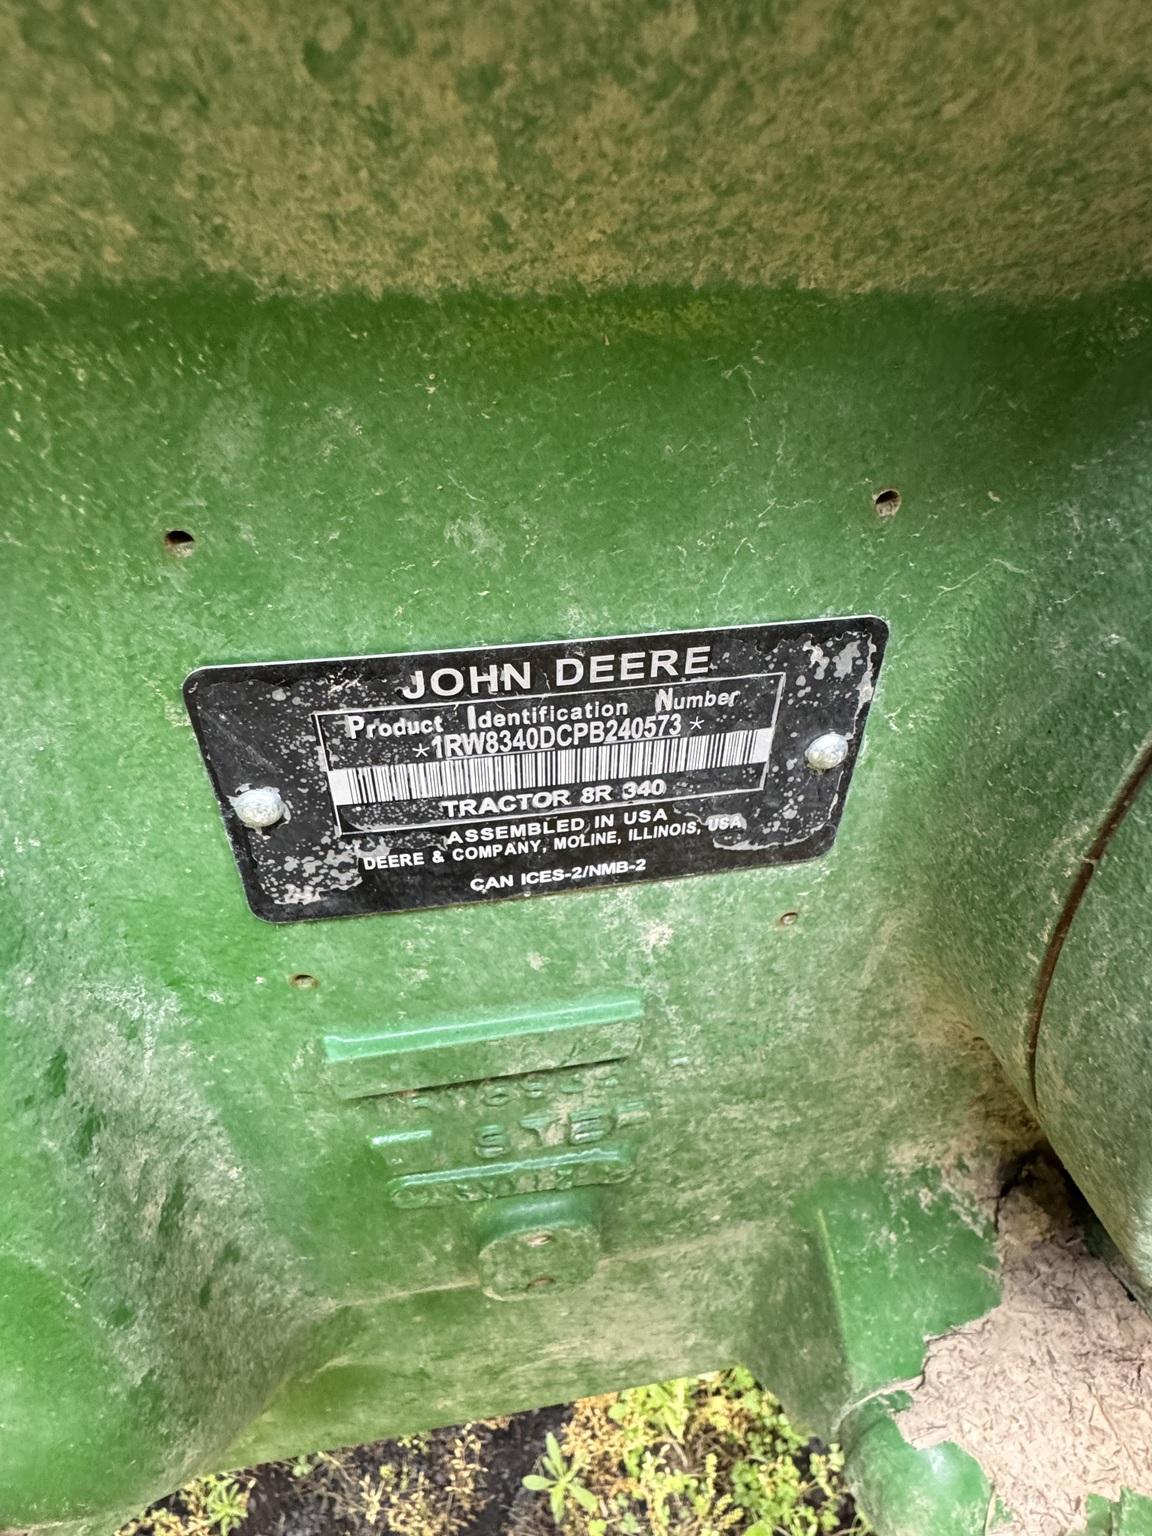 JOHN DEERE
Product Identification Number
*1RW8340DCPB240573*
TRACTOR 8R 340
ASSEMBLED IN USA
DEERE & COMPANY, MOLINE, ILLINOIS, USA
CAN ICES-2/NMB-2